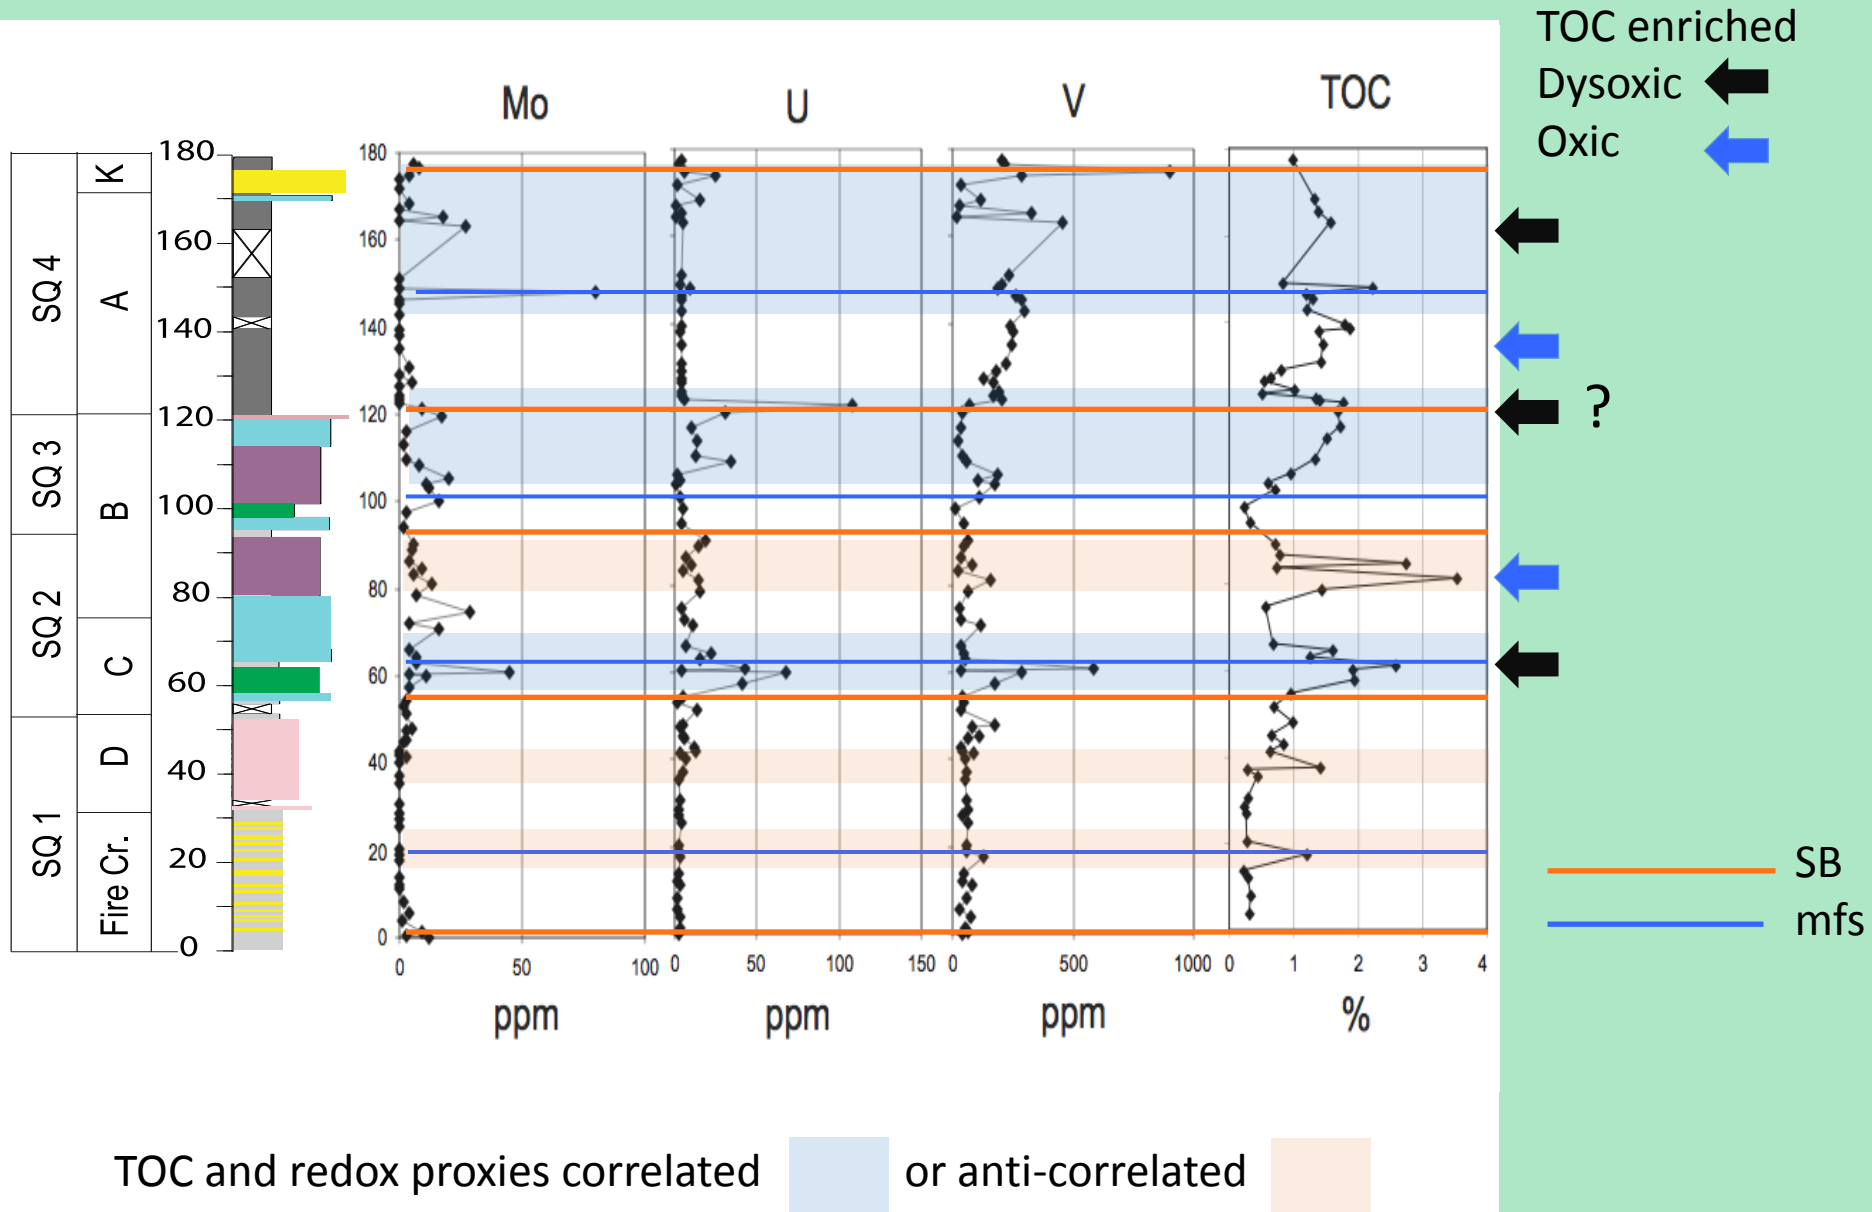 TOC enriched
Dysoxic
Oxic
Mo
U
V
TOC
SQ 4
SQ 3
SQ 2
SQ 1
K
A
B
C
D
Fire Cr.
180
160
140
120
100
80
60
40
20
0
180
160
140
120
100
80
60
40
20
0
?
0 50 100
0 50 100 150
0 500 1000
0 1 2 3 4
ppm
ppm
ppm
%
SB
mfs
TOC and redox proxies correlated
or anti-correlated